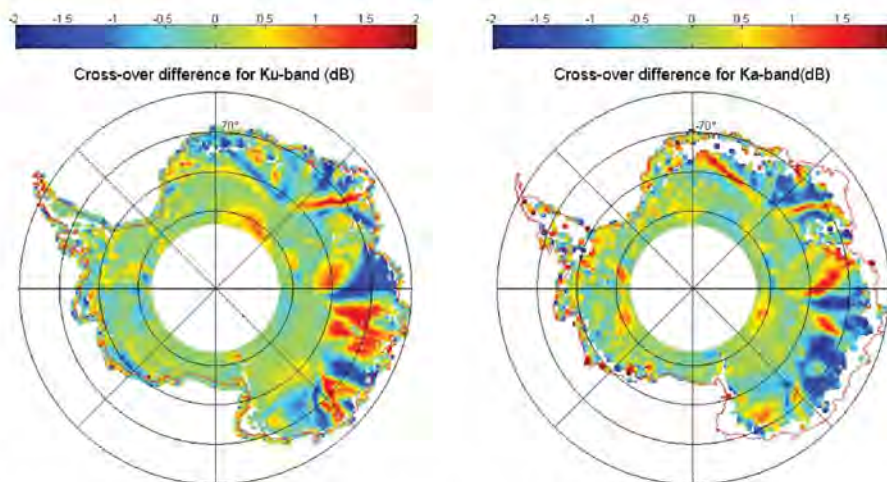 -2 -1.5 -1 -0.5 0 0.5 1 1.5 2
Cross-over difference for Ku-band (dB)
-70°
-2 -1.5 -1 -0.5 0 0.5 1 1.5
Cross-over difference for Ka-band(dB)
-70°